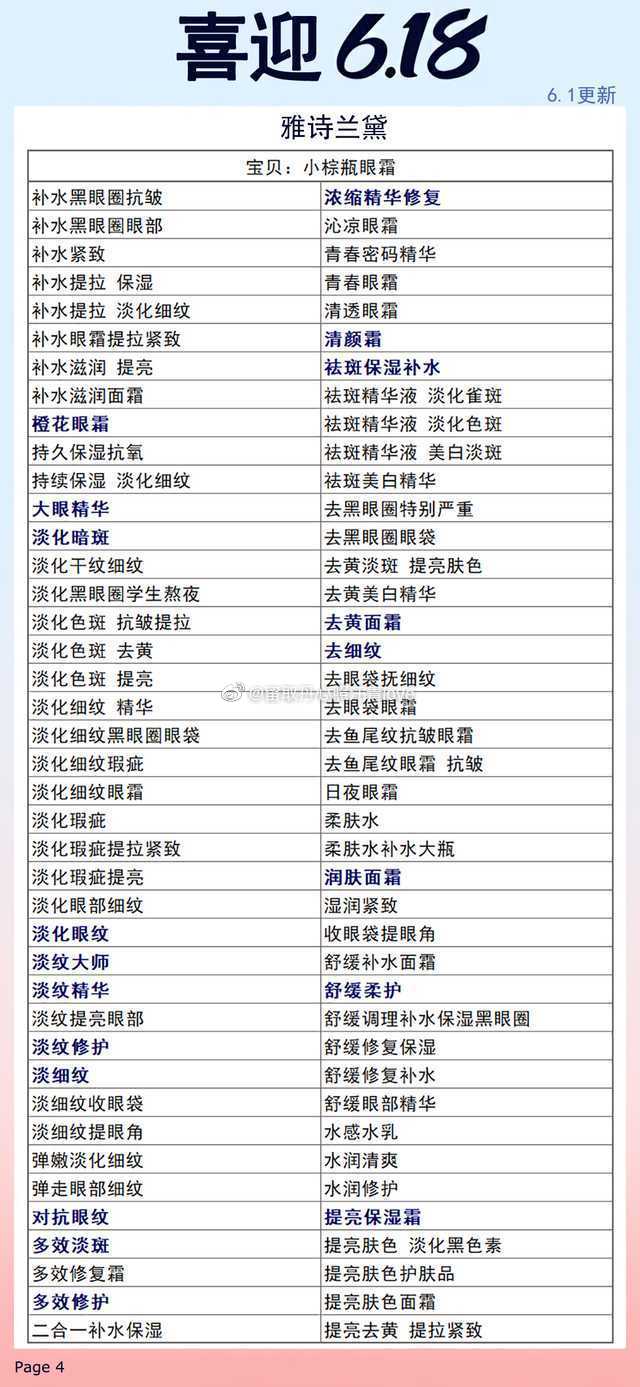 喜迎 6.18
6.1更新
雅诗兰黛
宝贝：小棕瓶眼霜
补水黑眼圈抗皱 浓缩精华修复
补水黑眼圈眼部 沁凉眼霜
补水紧致 青春密码精华
补水提拉 保湿 青春眼霜
补水提拉 淡化细纹 清透眼霜
补水眼霜提拉紧致 清颜霜
补水滋润 提亮 祛斑保湿补水
补水滋润面霜 祛斑精华液 淡化雀斑
橙花眼霜 祛斑精华液 淡化色斑
持久保湿抗氧 祛斑精华液 美白淡斑
持续保湿 淡化细纹 祛斑美白精华
大眼精华 去黑眼圈特别严重
淡化暗斑 去黑眼圈眼袋
淡化干纹细纹 去黄淡斑 提亮肤色
淡化黑眼圈学生熬夜 去黄美白精华
淡化色斑 抗皱提拉 去黄面霜
淡化色斑 去黄 去细纹
淡化色斑 提亮 去眼袋抚细纹
淡化细纹 精华 去眼袋眼霜
淡化细纹黑眼圈眼袋 去鱼尾纹抗皱眼霜
淡化细纹瑕疵 去鱼尾纹眼霜 抗皱
淡化细纹眼霜 日夜眼霜
淡化瑕疵 柔肤水
淡化瑕疵提拉紧致 柔肤水补水大瓶
淡化瑕疵提亮 润肤面霜
淡化眼部细纹 湿润紧致
淡化眼纹 收眼袋提眼角
淡纹大师 舒缓补水面霜
淡纹精华 舒缓柔护
淡纹提亮眼部 舒缓调理补水保湿黑眼圈
淡纹修护 舒缓修复保湿
淡细纹 舒缓修复补水
淡细纹收眼袋 舒缓眼部精华
淡细纹提眼角 水感水乳
弹嫩淡化细纹 水润清爽
弹走眼部细纹 水润修护
对抗眼纹 提亮保湿霜
多效淡斑 提亮肤色 淡化黑色素
多效修复霜 提亮肤色护肤品
多效修护 提亮肤色面霜
二合一补水保湿 提亮去黄 提拉紧致
Page 4